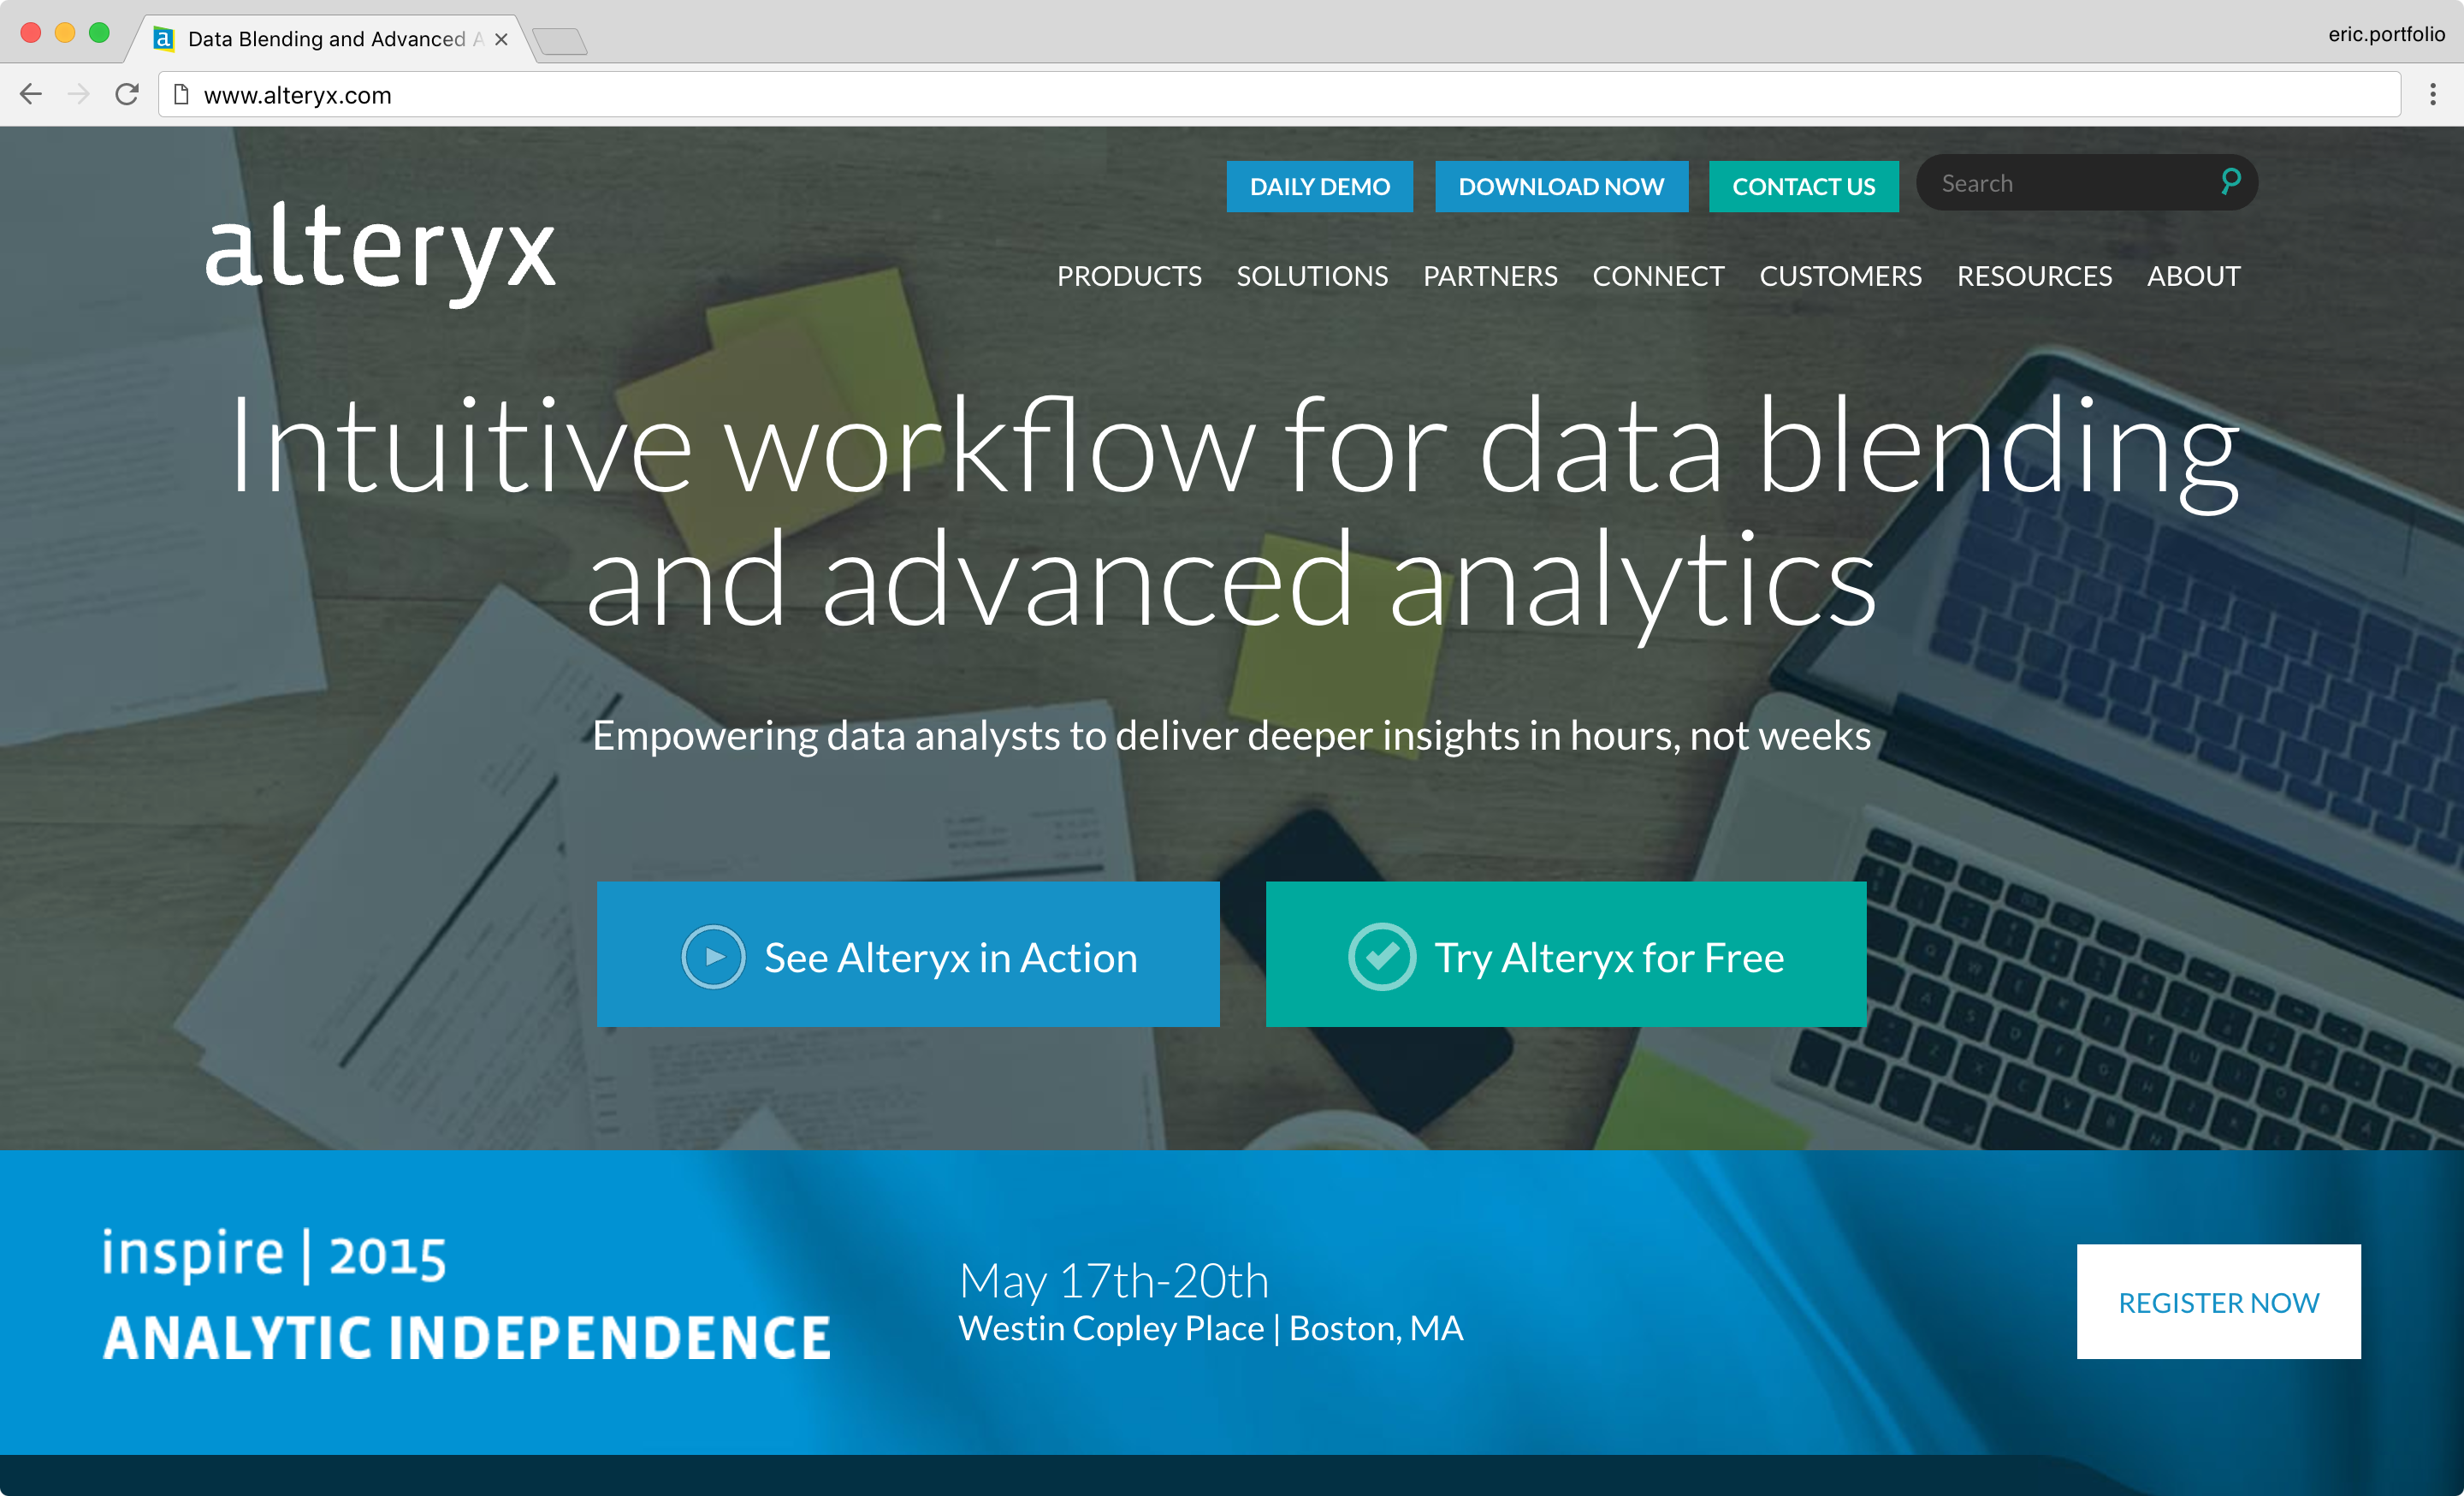 Data Blending and Advanced A
eric.portfolio
www.alteryx.com
DAILY DEMO
DOWNLOAD NOW
CONTACT US
Search
alteryx
PRODUCTS SOLUTIONS PARTNERS CONNECT CUSTOMERS RESOURCES ABOUT
Intuitive workflow for data blending
and advanced analytics
Empowering data analysts to deliver deeper insights in hours, not weeks
See Alteryx in Action
Try Alteryx for Free
inspire | 2015
ANALYTIC INDEPENDENCE
May 17th-20th
Westin Copley Place | Boston, MA
REGISTER NOW